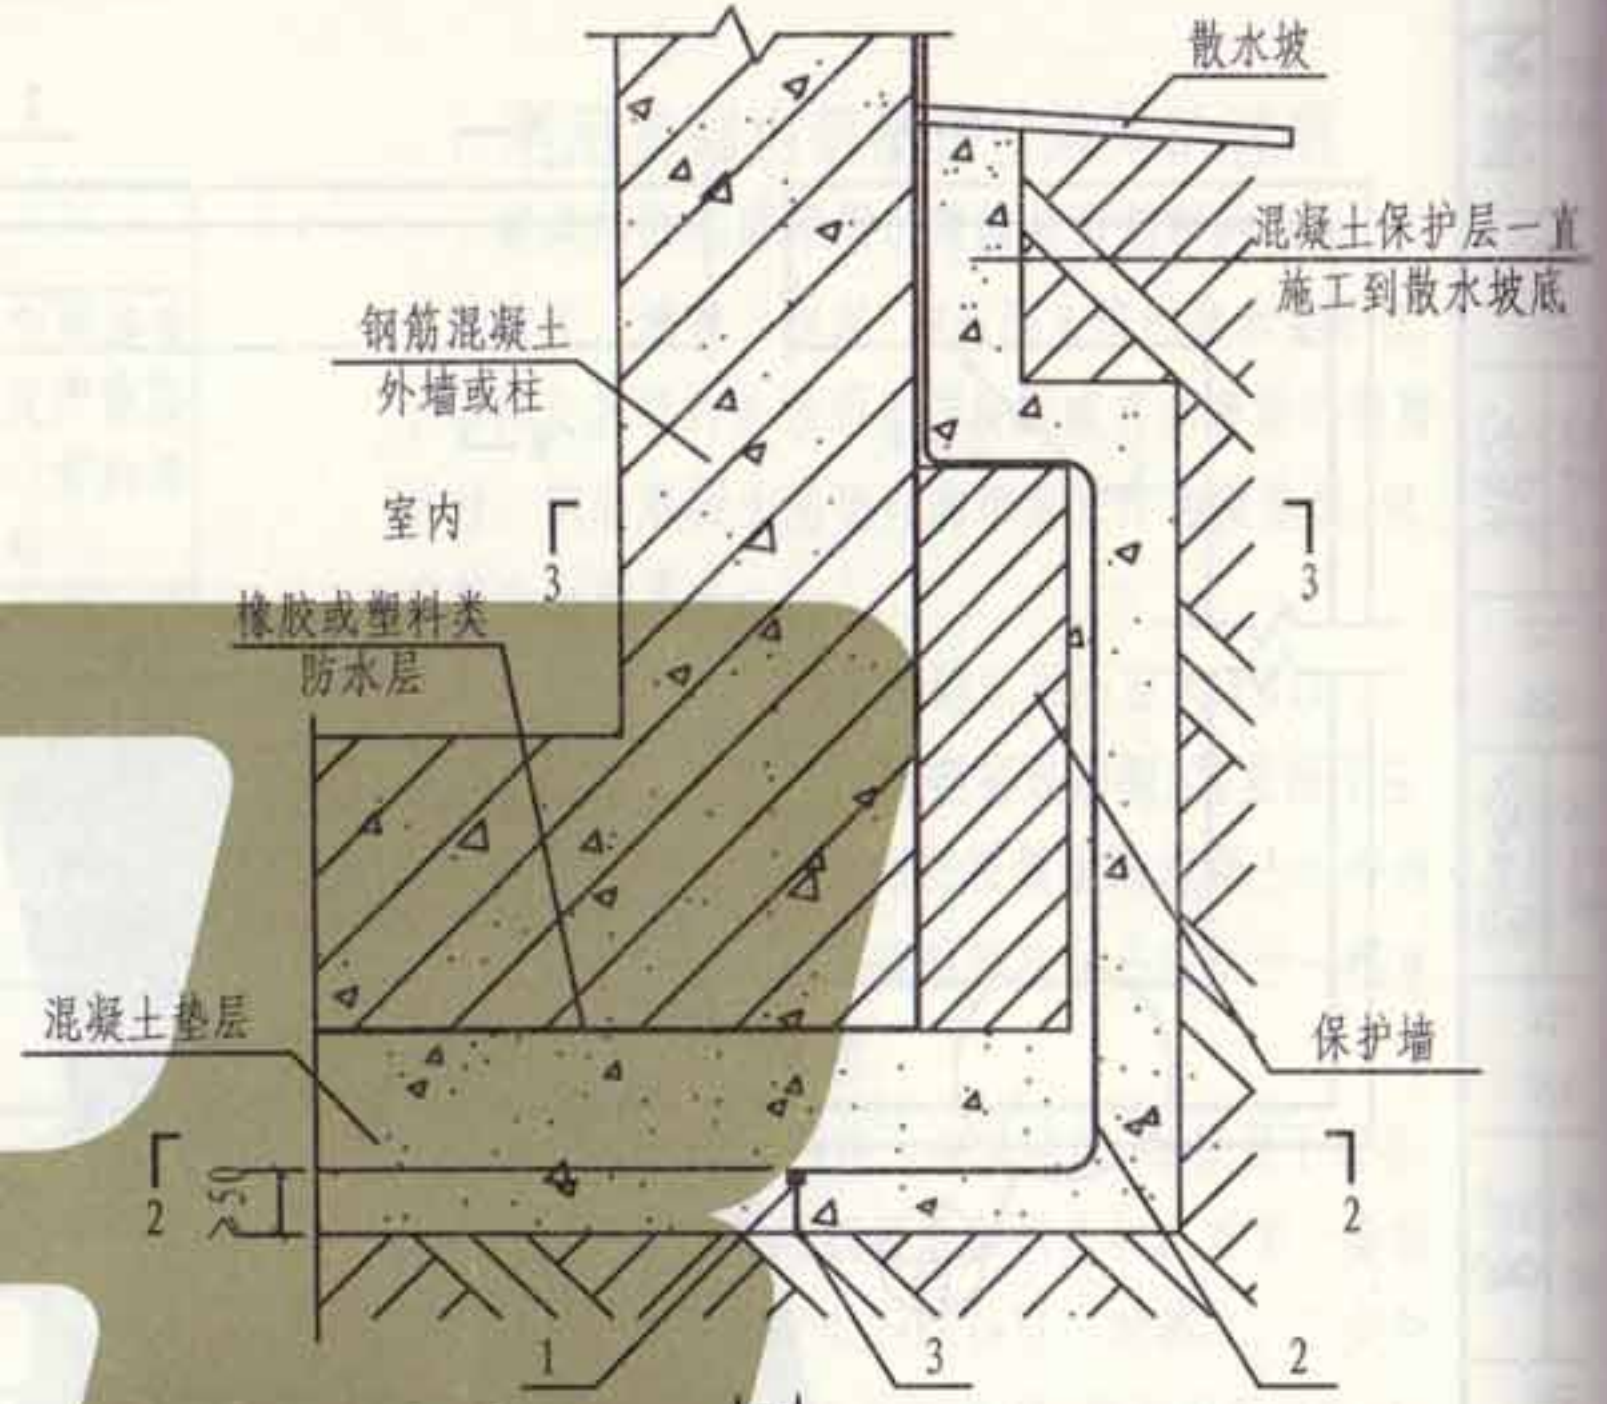 散水坡
混凝土保护层一直
施工到散水坡底
钢筋混凝土
外墙或柱
室内
3
3
橡胶或塑料类
防水层
混凝土垫层
保护墙
2
≥50
2
1
3
2